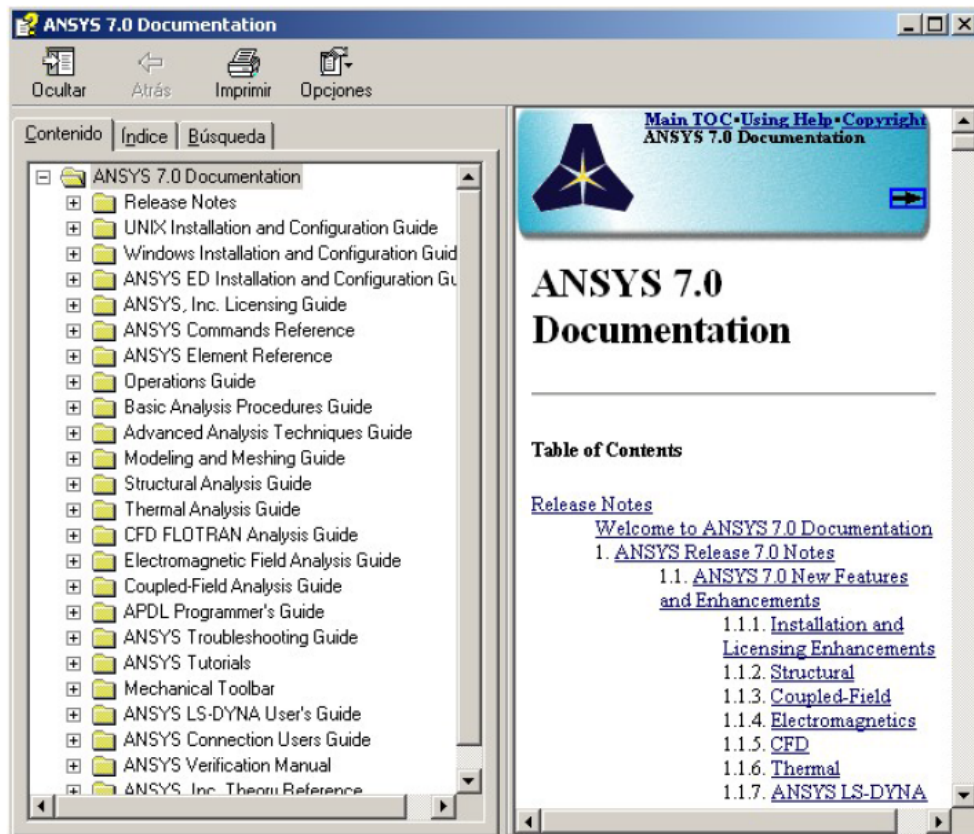 ANSYS 7.0 Documentation
Ocultar Atrás Imprimir Opciones
Contenido Índice Búsqueda
ANSYS 7.0 Documentation
Release Notes
UNIX Installation and Configuration Guide
Windows Installation and Configuration Guid
ANSYS ED Installation and Configuration Gu
ANSYS, Inc. Licensing Guide
ANSYS Commands Reference
ANSYS Element Reference
Operations Guide
Basic Analysis Procedures Guide
Advanced Analysis Techniques Guide
Modeling and Meshing Guide
Structural Analysis Guide
Thermal Analysis Guide
CFD FLOTRAN Analysis Guide
Electromagnetic Field Analysis Guide
Coupled-Field Analysis Guide
APDL Programmer's Guide
ANSYS Troubleshooting Guide
ANSYS Tutorials
Mechanical Toolbar
ANSYS LS-DYNA User's Guide
ANSYS Connection Users Guide
ANSYS Verification Manual
ANSYS, Inc. Theory Reference
Main TOC•Using Help•Copyright
ANSYS 7.0 Documentation
ANSYS 7.0
Documentation
Table of Contents
Release Notes
Welcome to ANSYS 7.0 Documentation
1. ANSYS Release 7.0 Notes
1.1. ANSYS 7.0 New Features
and Enhancements
1.1.1. Installation and
Licensing Enhancements
1.1.2. Structural
1.1.3. Coupled-Field
1.1.4. Electromagnetics
1.1.5. CFD
1.1.6. Thermal
1.1.7. ANSYS LS-DYNA